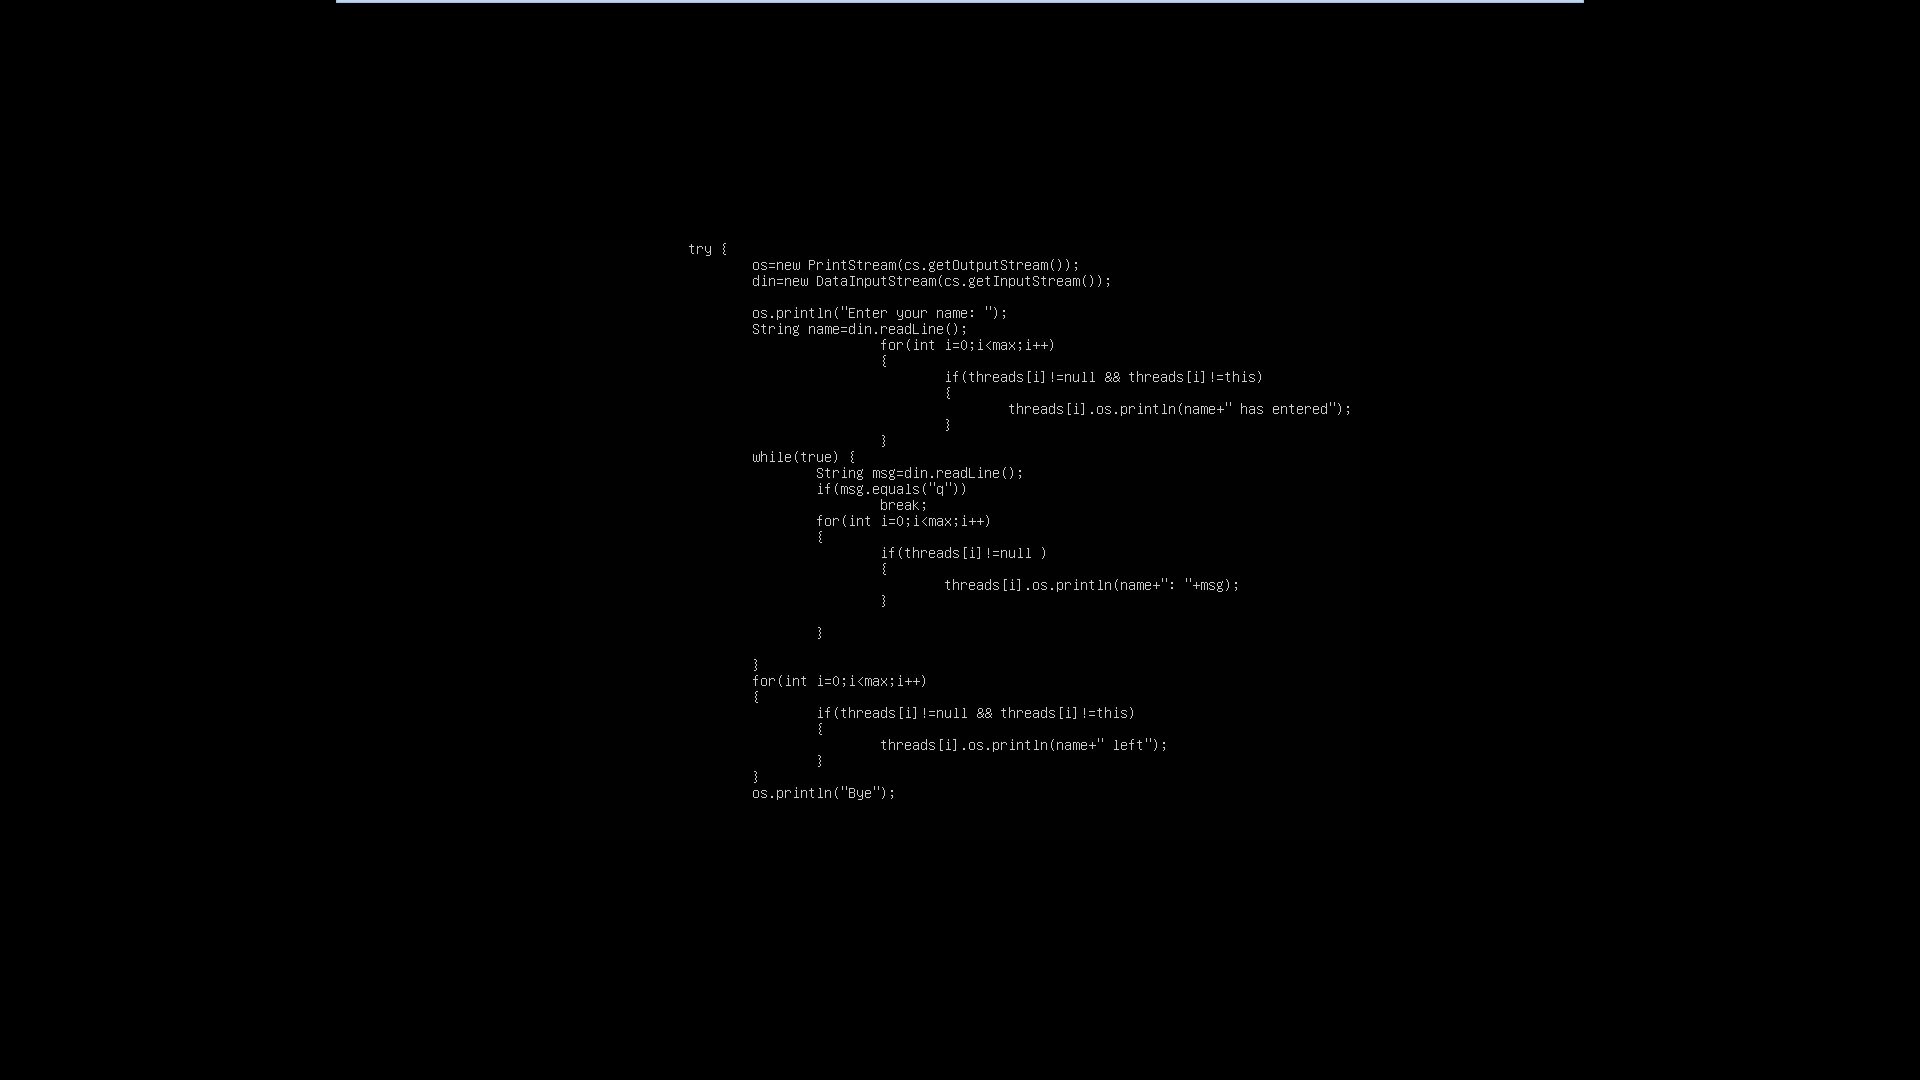 try {
os=new PrintStream(cs.getOutputStream());
din=new DataInputStream(cs.getInputStream());
os.println("Enter your name: ");
String name=din.readLine();
for(int i=0;i<max;i++)
{
if(threads[i]!=null && threads[i]!=this)
{
threads[i].os.println(name+" has entered");
}
}
while(true) {
String msg=din.readLine();
if(msg.equals("q"))
break;
for(int i=0;i<max;i++)
{
if(threads[i]!=null )
{
threads[i].os.println(name+": "+msg);
}
}
}
for(int i=0;i<max;i++)
{
if(threads[i]!=null && threads[i]!=this)
{
threads[i].os.println(name+" left");
}
}
os.println("Bye");